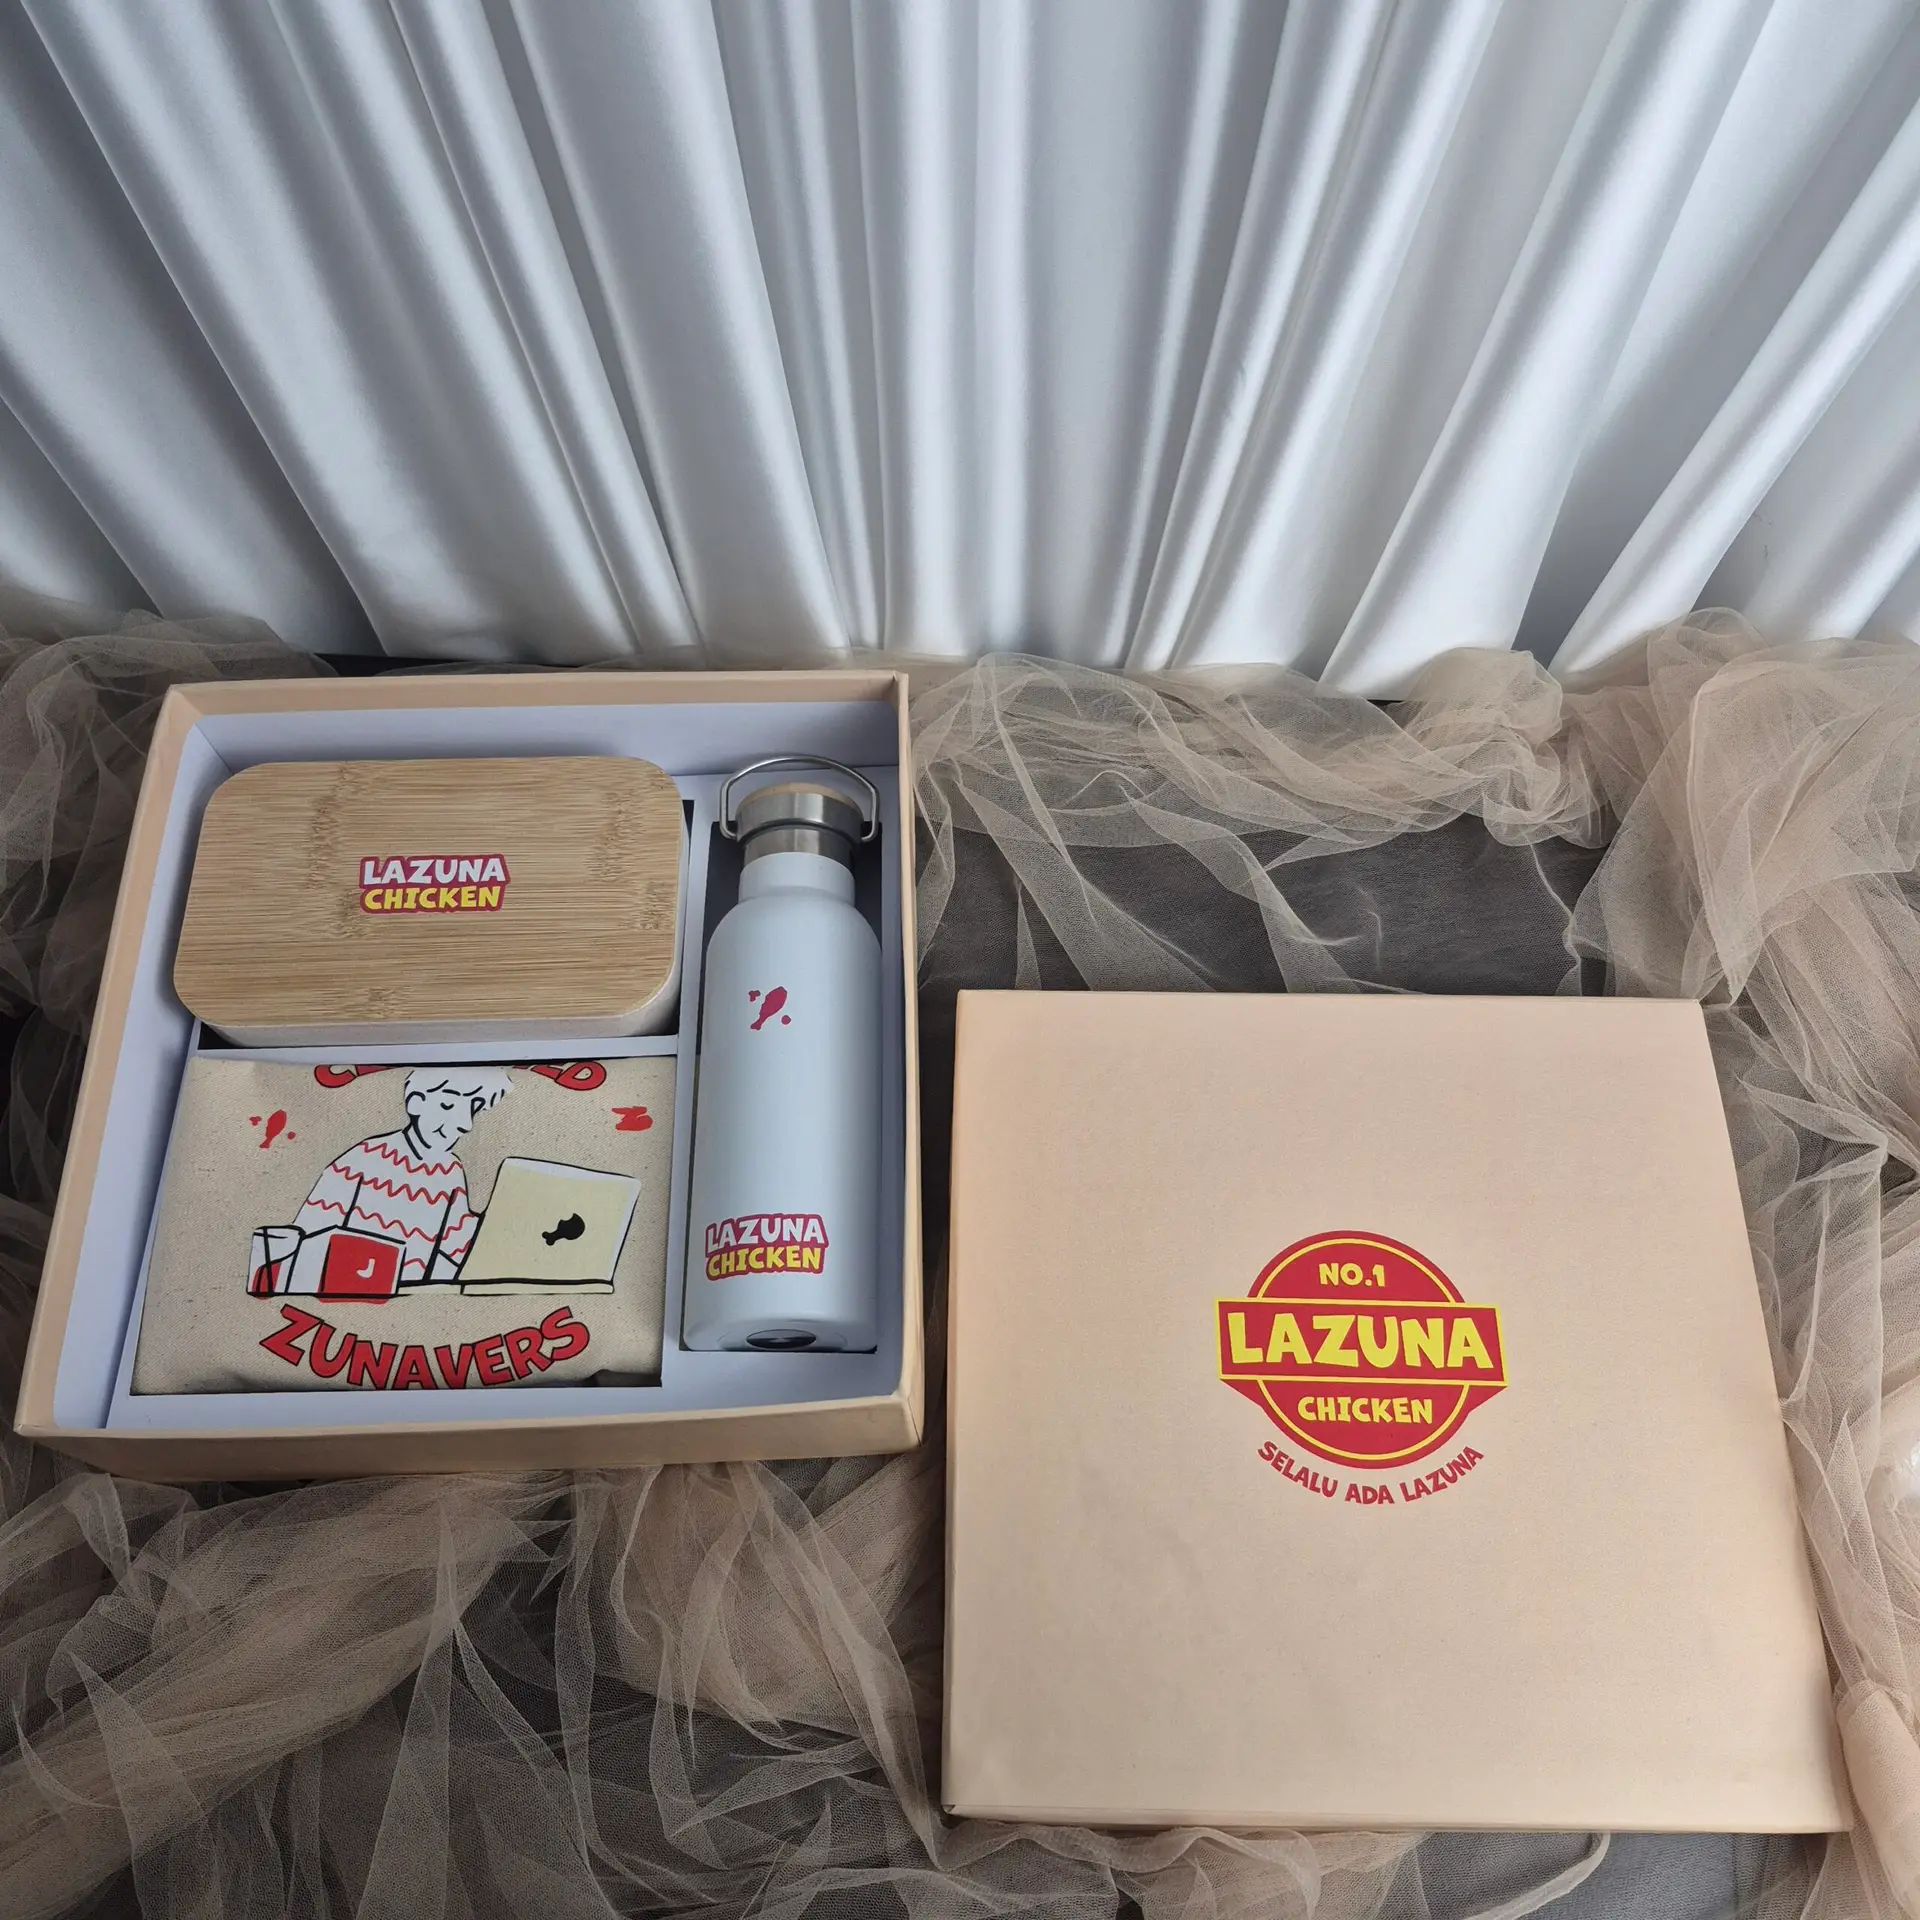 LAZUNA
CHICKEN
ZUNAVERS
LAZUNA
CHICKEN
NO.1
LAZUNA
CHICKEN
SELALU ADA LAZUNA